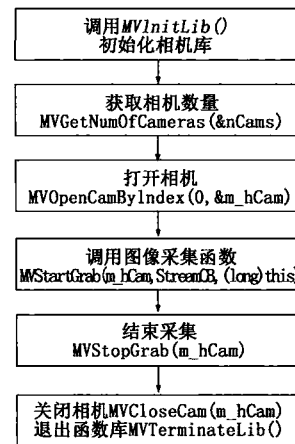 调用MVInitLib()
初始化相机库
获取相机数量
MVGetNumOfCameras(&nCams)
打开相机
MVOpenCamByIndex(0,&m_hCam)
调用图像采集函数
MVStartGrab(m_hCam,StreamCB,(long)this)
结束采集
MVStopGrab(m_hCam)
关闭相机MVCloseCam(m_hCam)
退出函数库MVTerminateLib()